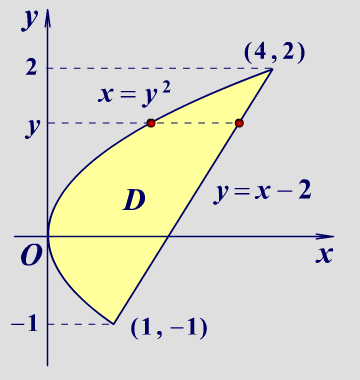 y
2
(4, 2)
x = y²
y
D
y = x − 2
O
x
−1
(1, −1)